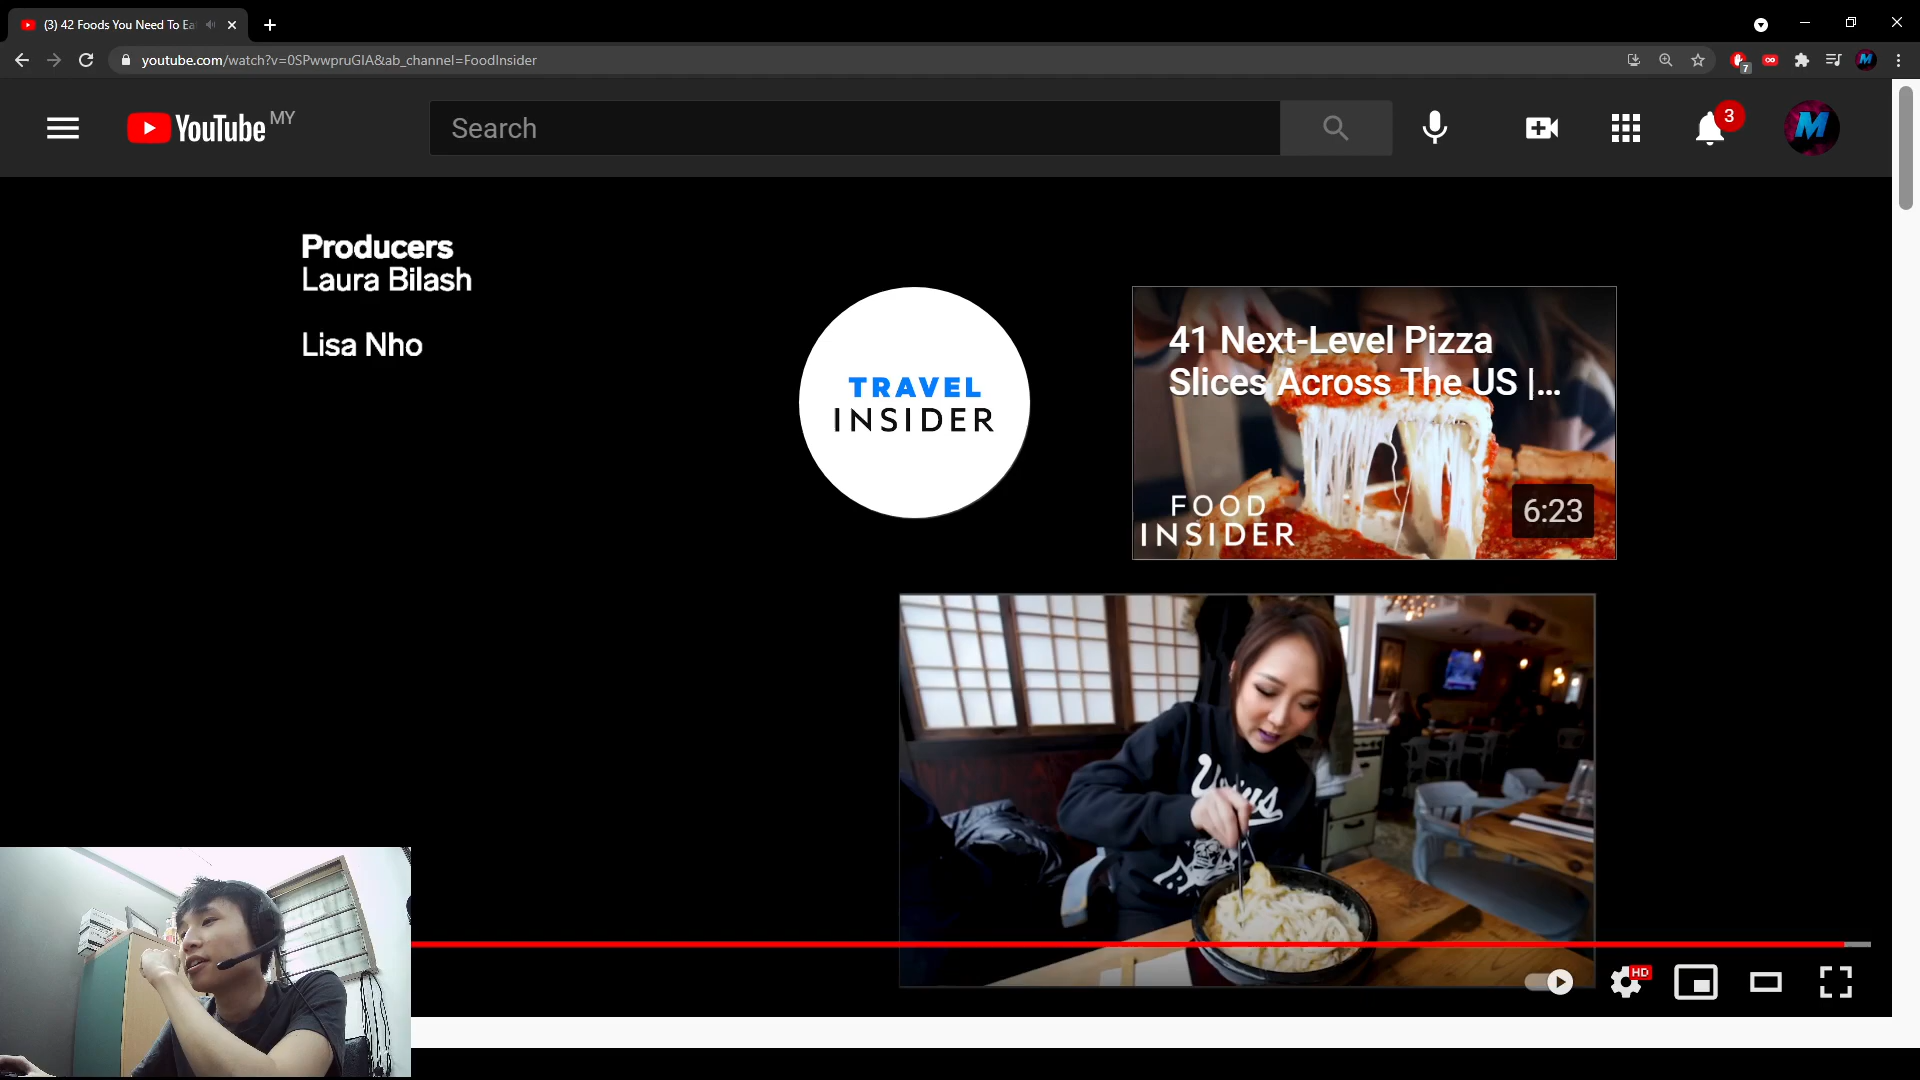 (3) 42 Foods You Need To Ea
youtube.com/watch?v=0SPwwpruGIA&ab_channel=FoodInsider
7
M
YouTube MY
Search
3
M
Producers
Laura Bilash
Lisa Nho
TRAVEL
INSIDER
41 Next-Level Pizza
Slices Across The US |...
FOOD
INSIDER
6:23
HD